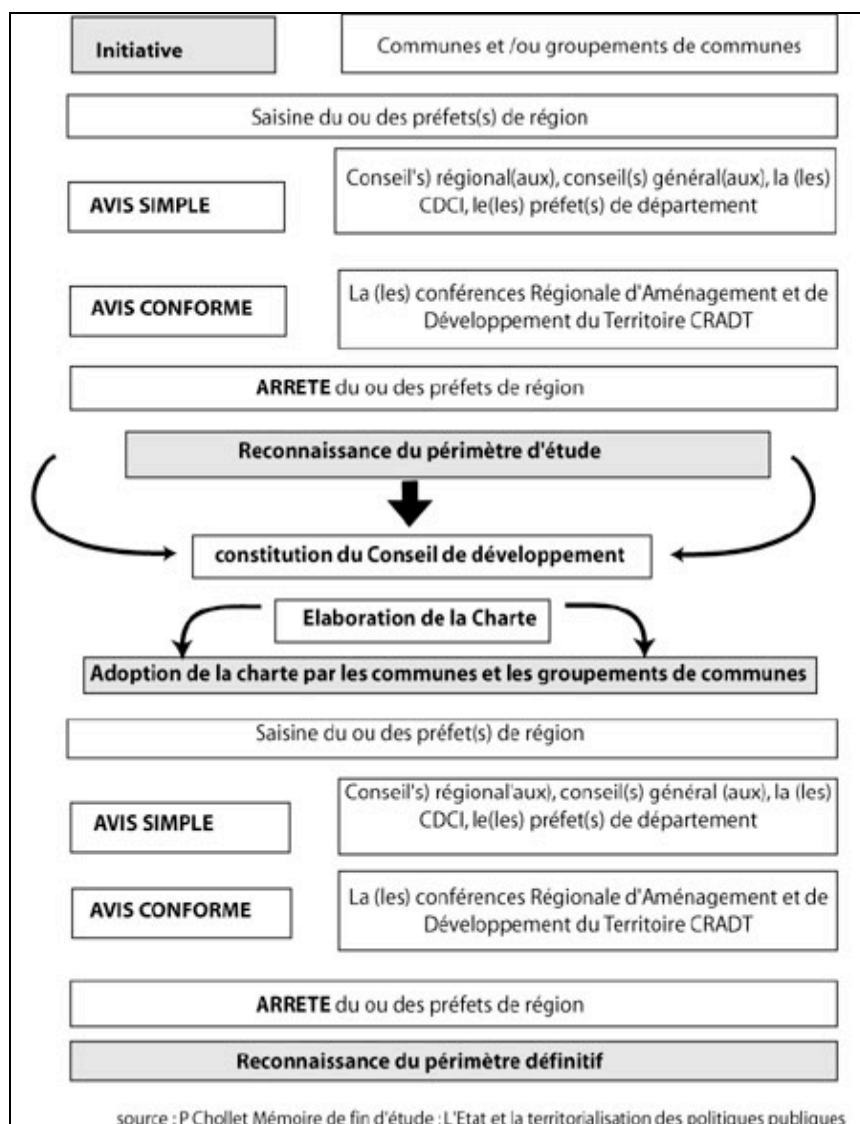 Initiative
Communes et /ou groupements de communes
Saisine du ou des préfets(s) de région
AVIS SIMPLE
Conseil's) régional(aux), conseil(s) général(aux), la (les)
CDCI, le(les) préfet(s) de département
AVIS CONFORME
La (les) conférences Régionale d'Aménagement et de
Développement du Territoire CRADT
ARRETE du ou des préfets de région
Reconnaissance du périmètre d'étude
constitution du Conseil de développement
Elaboration de la Charte
Adoption de la charte par les communes et les groupements de communes
Saisine du ou des préfet(s) de région
AVIS SIMPLE
Conseil's) régional'aux), conseil(s) général (aux), la (les)
CDCI, le(les) préfet(s) de département
AVIS CONFORME
La (les) conférences Régionale d'Aménagement et de
Développement du Territoire CRADT
ARRETE du ou des préfets de région
Reconnaissance du périmètre définitif
source : P Chollet Mémoire de fin d'étude : L'Etat et la territorialisation des politiques publiques